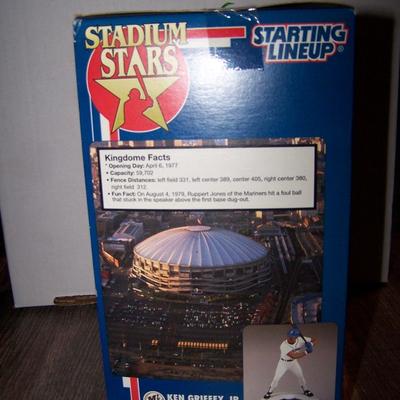 STADIUM STARS
STARTING LINEUP®
Kingdome Facts
* Opening Day: April 6, 1977
• Capacity: 59,702
• Fence Distances: left field 331, left center 389, center 405, right center 380,
right field 312.
• Fun Fact: On August 4, 1979, Ruppert Jones of the Mariners hit a foul ball
that stuck in the speaker above the first base dug-out.
KEN GRIFFEY, JR.